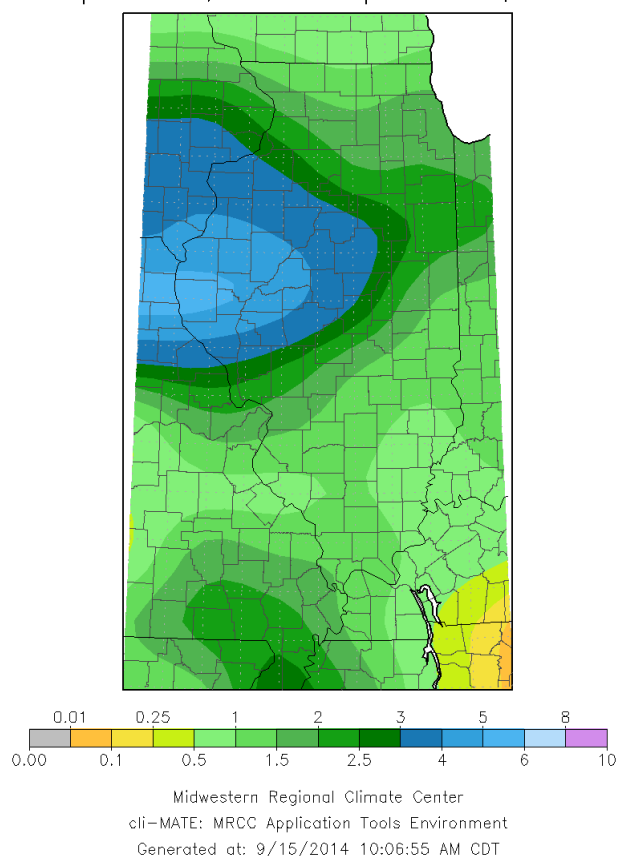 0.01 0.25 1 2 3 5 8
0.00 0.1 0.5 1.5 2.5 4 6 10
Midwestern Regional Climate Center
cli-MATE: MRCC Application Tools Environment
Generated at: 9/15/2014 10:06:55 AM CDT